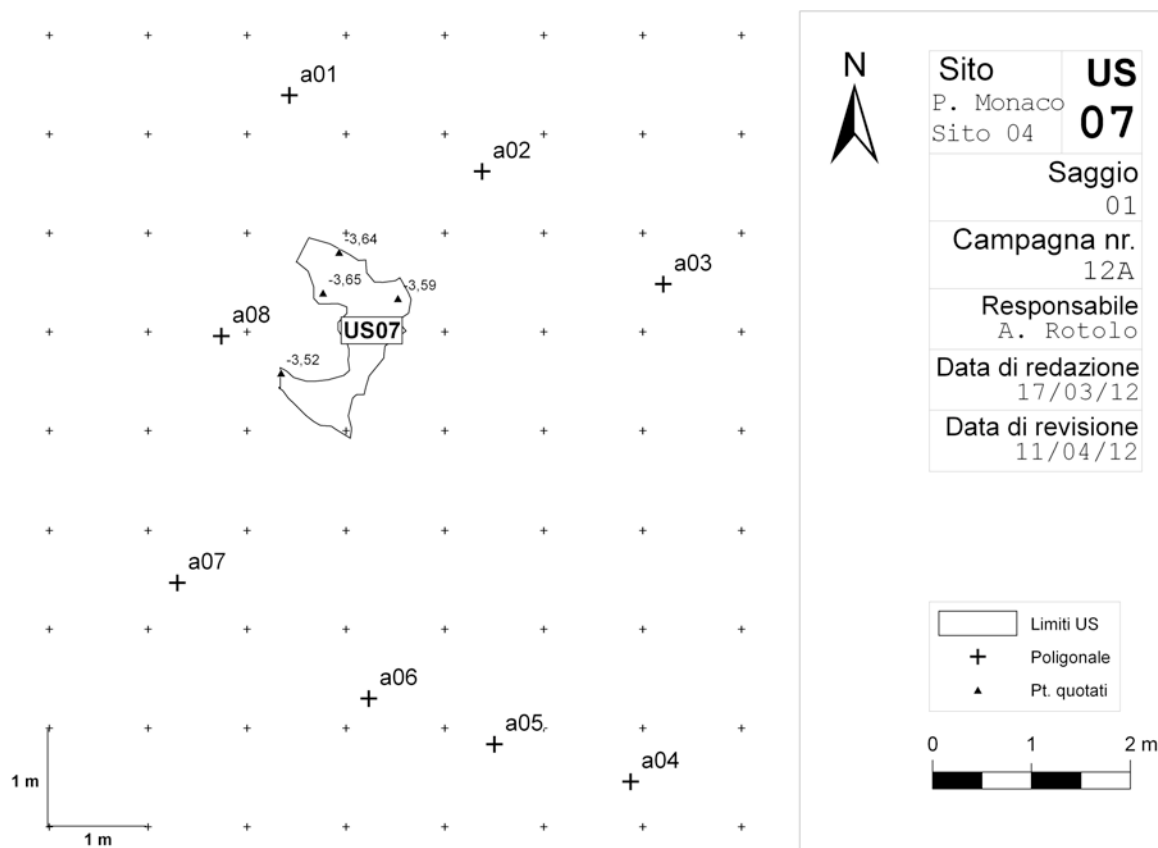 a01
a02
-3,64
-3,65
-3,59
a03
a08
US07
-3,52
a07
a06
a05
a04
1 m
1 m
N
Sito
P. Monaco
Sito 04
US
07
Saggio
01
Campagna nr.
12A
Responsabile
A. Rotolo
Data di redazione
17/03/12
Data di revisione
11/04/12
Limiti US
Poligonale
Pt. quotati
0 1 2 m